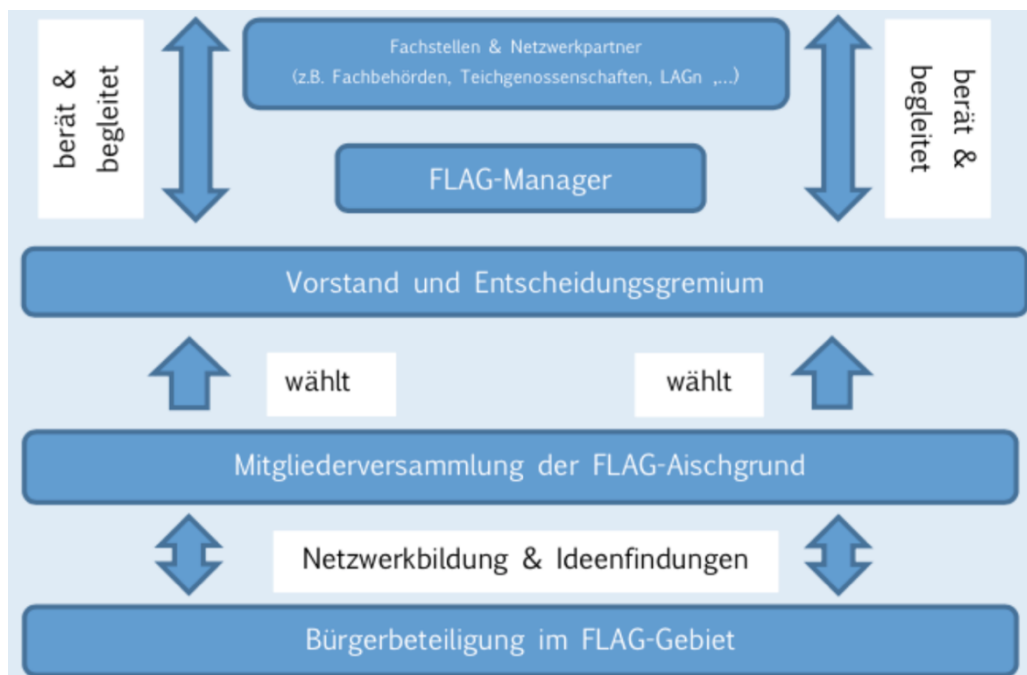 berät &
begleitet
Fachstellen & Netzwerkpartner
(z.B. Fachbehörden, Teichgenossenschaften, LAGn ,...)
berät &
begleitet
FLAG-Manager
Vorstand und Entscheidungsgremium
wählt
wählt
Mitgliederversammlung der FLAG-Aischgrund
Netzwerkbildung & Ideenfindungen
Bürgerbeteiligung im FLAG-Gebiet